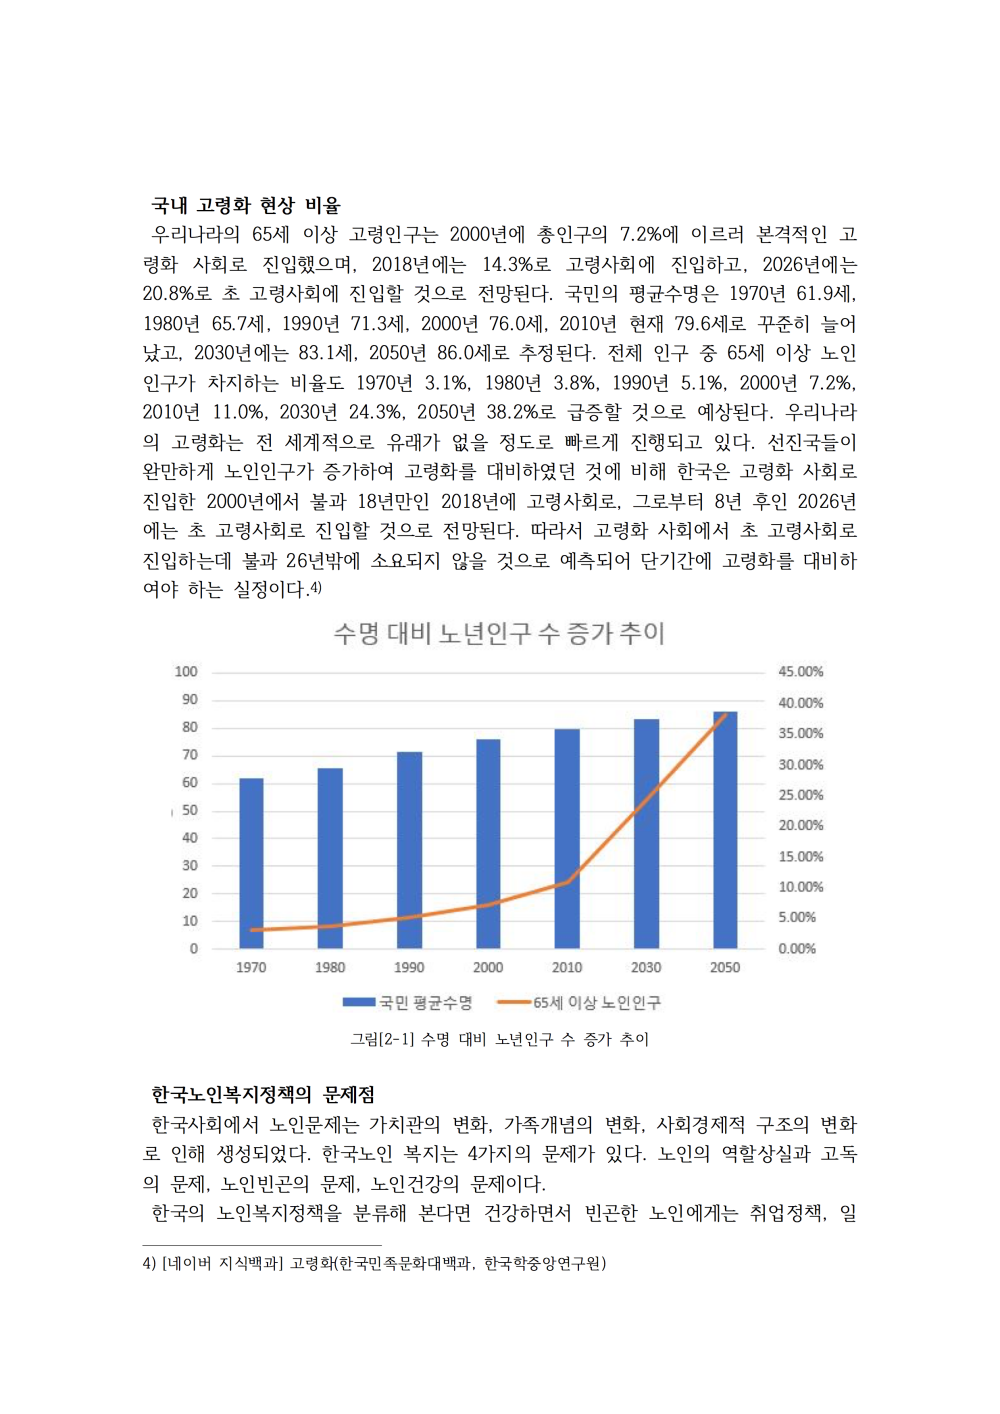 국내 고령화 현상 비율
우리나라의 65세 이상 고령인구는 2000년에 총인구의 7.2%에 이르러 본격적인 고
령화 사회로 진입했으며, 2018년에는 14.3%로 고령사회에 진입하고, 2026년에는
20.8%로 초 고령사회에 진입할 것으로 전망된다. 국민의 평균수명은 1970년 61.9세,
1980년 65.7세, 1990년 71.3세, 2000년 76.0세, 2010년 현재 79.6세로 꾸준히 늘어
났고, 2030년에는 83.1세, 2050년 86.0세로 추정된다. 전체 인구 중 65세 이상 노인
인구가 차지하는 비율도 1970년 3.1%, 1980년 3.8%, 1990년 5.1%, 2000년 7.2%,
2010년 11.0%, 2030년 24.3%, 2050년 38.2%로 급증할 것으로 예상된다. 우리나라
의 고령화는 전 세계적으로 유래가 없을 정도로 빠르게 진행되고 있다. 선진국들이
완만하게 노인인구가 증가하여 고령화를 대비하였던 것에 비해 한국은 고령화 사회로
진입한 2000년에서 불과 18년만인 2018년에 고령사회로, 그로부터 8년 후인 2026년
에는 초 고령사회로 진입할 것으로 전망된다. 따라서 고령화 사회에서 초 고령사회로
진입하는데 불과 26년밖에 소요되지 않을 것으로 예측되어 단기간에 고령화를 대비하
여야 하는 실정이다.4)
수명 대비 노년인구 수 증가 추이
100 45.00%
90 40.00%
80 35.00%
70 30.00%
60 25.00%
50 20.00%
40 15.00%
30 10.00%
20 5.00%
10 0.00%
0
1970 1980 1990 2000 2010 2030 2050
국민 평균수명 65세 이상 노인인구
그림[2-1] 수명 대비 노년인구 수 증가 추이
한국노인복지정책의 문제점
한국사회에서 노인문제는 가치관의 변화, 가족개념의 변화, 사회경제적 구조의 변화
로 인해 생성되었다. 한국노인 복지는 4가지의 문제가 있다. 노인의 역할상실과 고독
의 문제, 노인빈곤의 문제, 노인건강의 문제이다.
한국의 노인복지정책을 분류해 본다면 건강하면서 빈곤한 노인에게는 취업정책, 일
4) [네이버 지식백과] 고령화(한국민족문화대백과, 한국학중앙연구원)